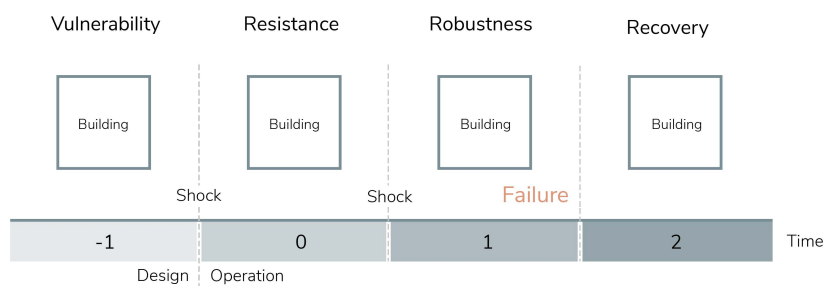 Vulnerability Resistance Robustness Recovery
Building Building Building Building
Shock Shock Failure
-1 0 1 2 Time
Design Operation